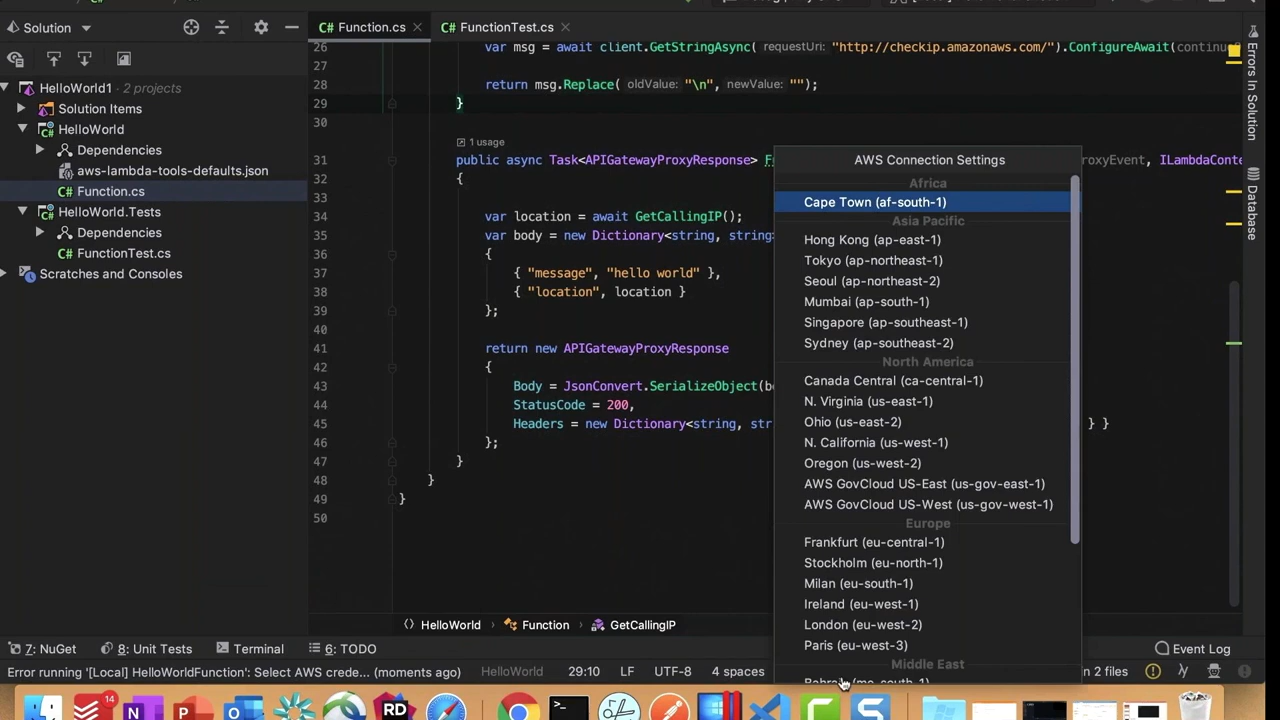 Solution
C# Function.cs
C# FunctionTest.cs
HelloWorld1 - 2 projects
Solution Items
HelloWorld
Dependencies
aws-lambda-tools-defaults.json
C# Function.cs
HelloWorld.Tests
Dependencies
C# FunctionTest.cs
Scratches and Consoles
26 var msg = await client.GetStringAsync( requestUri: "http://checkip.amazonaws.com/").ConfigureAwait(
27
28 return msg.Replace( oldValue: "\n", newValue: "");
29 }
30
1 usage
31 public async Task<APIGatewayProxyResponse> F
32 {
33
34 var location = await GetCallingIP();
35 var body = new Dictionary<string, string>
36 {
37 { "message", "hello world" },
38 { "location", location }
39 };
40
41 return new APIGatewayProxyResponse
42 {
43 Body = JsonConvert.SerializeObject(
44 StatusCode = 200,
45 Headers = new Dictionary<string, str } }
46 };
47 }
48 }
49 }
50
AWS Connection Settings
Africa
Cape Town (af-south-1)
Asia Pacific
Hong Kong (ap-east-1)
Tokyo (ap-northeast-1)
Seoul (ap-northeast-2)
Mumbai (ap-south-1)
Singapore (ap-southeast-1)
Sydney (ap-southeast-2)
North America
Canada Central (ca-central-1)
N. Virginia (us-east-1)
Ohio (us-east-2)
N. California (us-west-1)
Oregon (us-west-2)
AWS GovCloud US-East (us-gov-east-1)
AWS GovCloud US-West (us-gov-west-1)
Europe
Frankfurt (eu-central-1)
Stockholm (eu-north-1)
Milan (eu-south-1)
Ireland (eu-west-1)
London (eu-west-2)
Paris (eu-west-3)
Middle East
Errors In Solution
Database
HelloWorld
Function
GetCallingIP
7: NuGet
8: Unit Tests
Terminal
6: TODO
Event Log
Error running '[Local] HelloWorldFunction': Select AWS crede... (moments ago)
HelloWorld
29:10
LF
UTF-8
4 spaces
n 2 files
14
RD